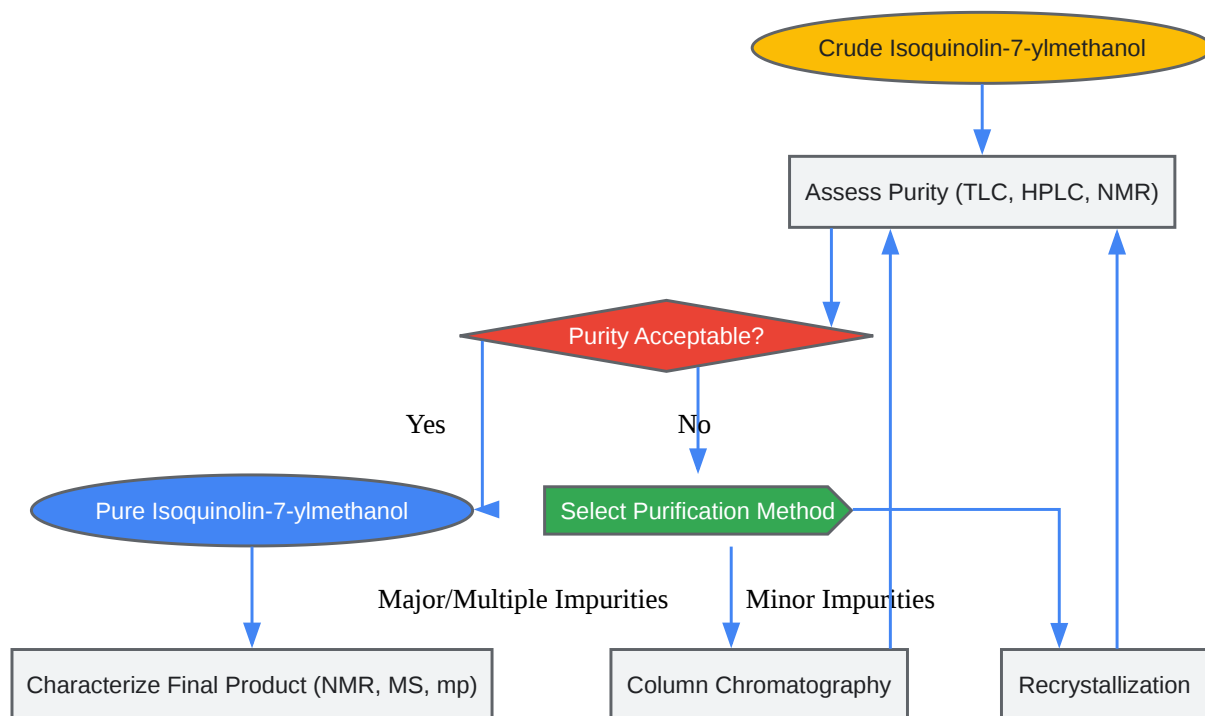 Crude Isoquinolin-7-ylmethanol
Assess Purity (TLC, HPLC, NMR)
Purity Acceptable?
Yes
No
Pure Isoquinolin-7-ylmethanol
Select Purification Method
Major/Multiple Impurities
Minor Impurities
Characterize Final Product (NMR, MS, mp)
Column Chromatography
Recrystallization